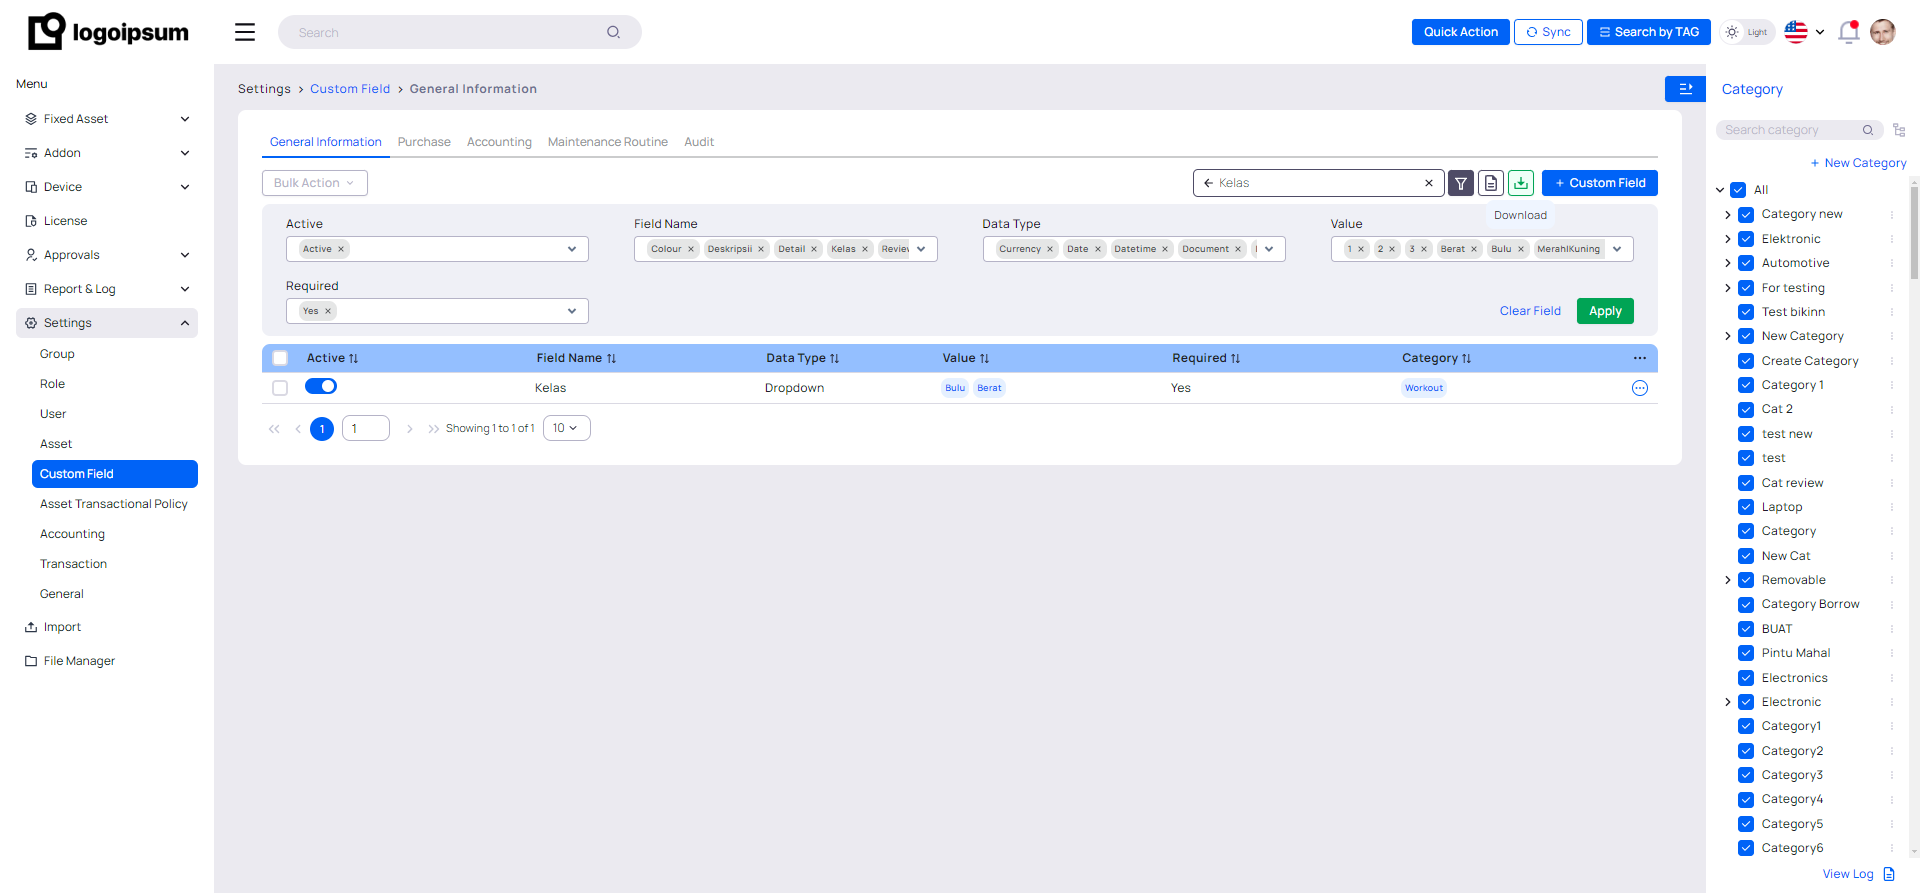 logoipsum
Search
Quick Action
Sync
Search by TAG
Light
Menu
Fixed Asset
Addon
Device
License
Approvals
Report & Log
Settings
Group
Role
User
Asset
Custom Field
Asset Transactional Policy
Accounting
Transaction
General
Import
File Manager
Settings > Custom Field > General Information
General Information Purchase Accounting Maintenance Routine Audit
Bulk Action
Kelas
+ Custom Field
Download
Active
Active ×
Field Name
Colour × Deskripsii × Detail × Kelas × Review
Data Type
Currency × Date × Datetime × Document ×
Value
1 × 2 × 3 × Berat × Bulu × MerahlKuning
Required
Yes ×
Clear Field
Apply
Active Field Name Data Type Value Required Category
Kelas Dropdown Bulu Berat Yes Workout
1 1 Showing 1 to 1 of 1 10
Category
Search category
+ New Category
All
Category new
Elektronic
Automotive
For testing
Test bikinn
New Category
Create Category
Category 1
Cat 2
test new
test
Cat review
Laptop
Category
New Cat
Removable
Category Borrow
BUAT
Pintu Mahal
Electronics
Electronic
Category1
Category2
Category3
Category4
Category5
Category6
View Log